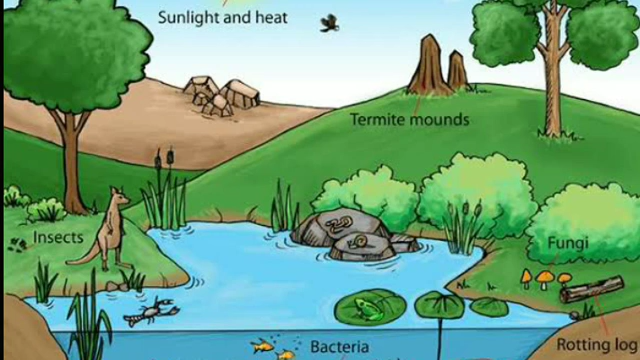 Sunlight and heat
Termite mounds
Insects
Fungi
Rotting log
Bacteria